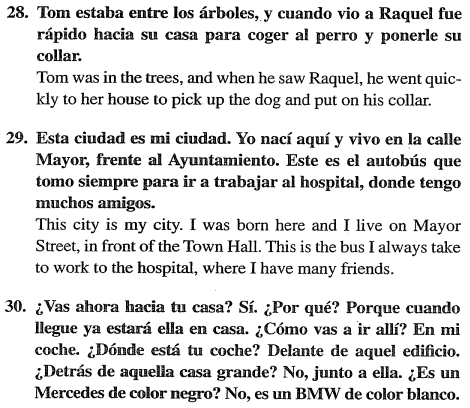 28. Tom estaba entre los árboles, y cuando vio a Raquel fue
rápido hacia su casa para coger al perro y ponerle su
collar.
Tom was in the trees, and when he saw Raquel, he went quic-
kly to her house to pick up the dog and put on his collar.
29. Esta ciudad es mi ciudad. Yo nací aquí y vivo en la calle
Mayor, frente al Ayuntamiento. Este es el autobús que
tomo siempre para ir a trabajar al hospital, donde tengo
muchos amigos.
This city is my city. I was born here and I live on Mayor
Street, in front of the Town Hall. This is the bus I always take
to work to the hospital, where I have many friends.
30. ¿Vas ahora hacia tu casa? Sí. ¿Por qué? Porque cuando
llegue ya estará ella en casa. ¿Cómo vas a ir allí? En mi
coche. ¿Dónde está tu coche? Delante de aquel edificio.
¿Detrás de aquella casa grande? No, junto a ella. ¿Es un
Mercedes de color negro? No, es un BMW de color blanco.